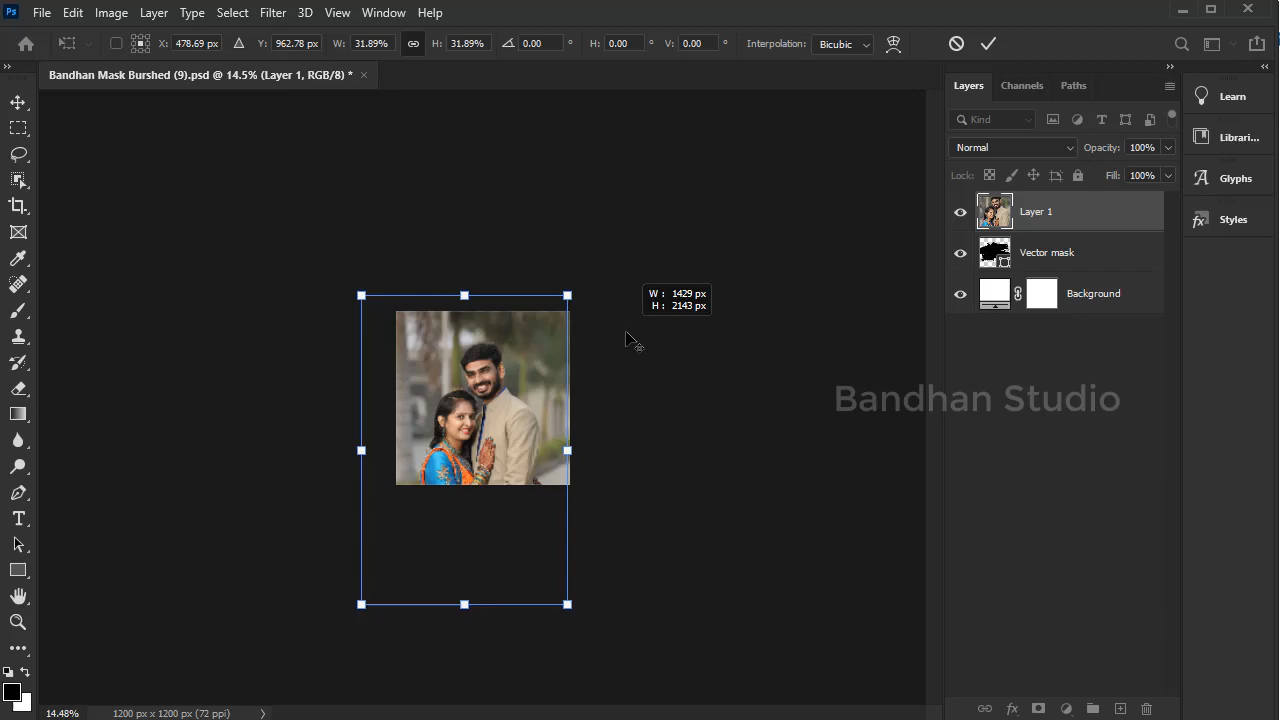 Ps File Edit Image Layer Type Select Filter 3D View Window Help
X: 478.69 px Y: 962.78 px W: 31.89% H: 31.89% 0.00 ° H: 0.00 ° V: 0.00 ° Interpolation: Bicubic
Bandhan Mask Burshed (9).psd @ 14.5% (Layer 1, RGB/8) * ×
Layers Channels Paths
Learn
Kind
Librari...
Normal Opacity: 100%
Lock: Fill: 100%
Glyphs
Layer 1
Styles
Vector mask
Background
W : 1429 px
H : 2143 px
Bandhan Studio
14.48% 1200 px x 1200 px (72 ppi)